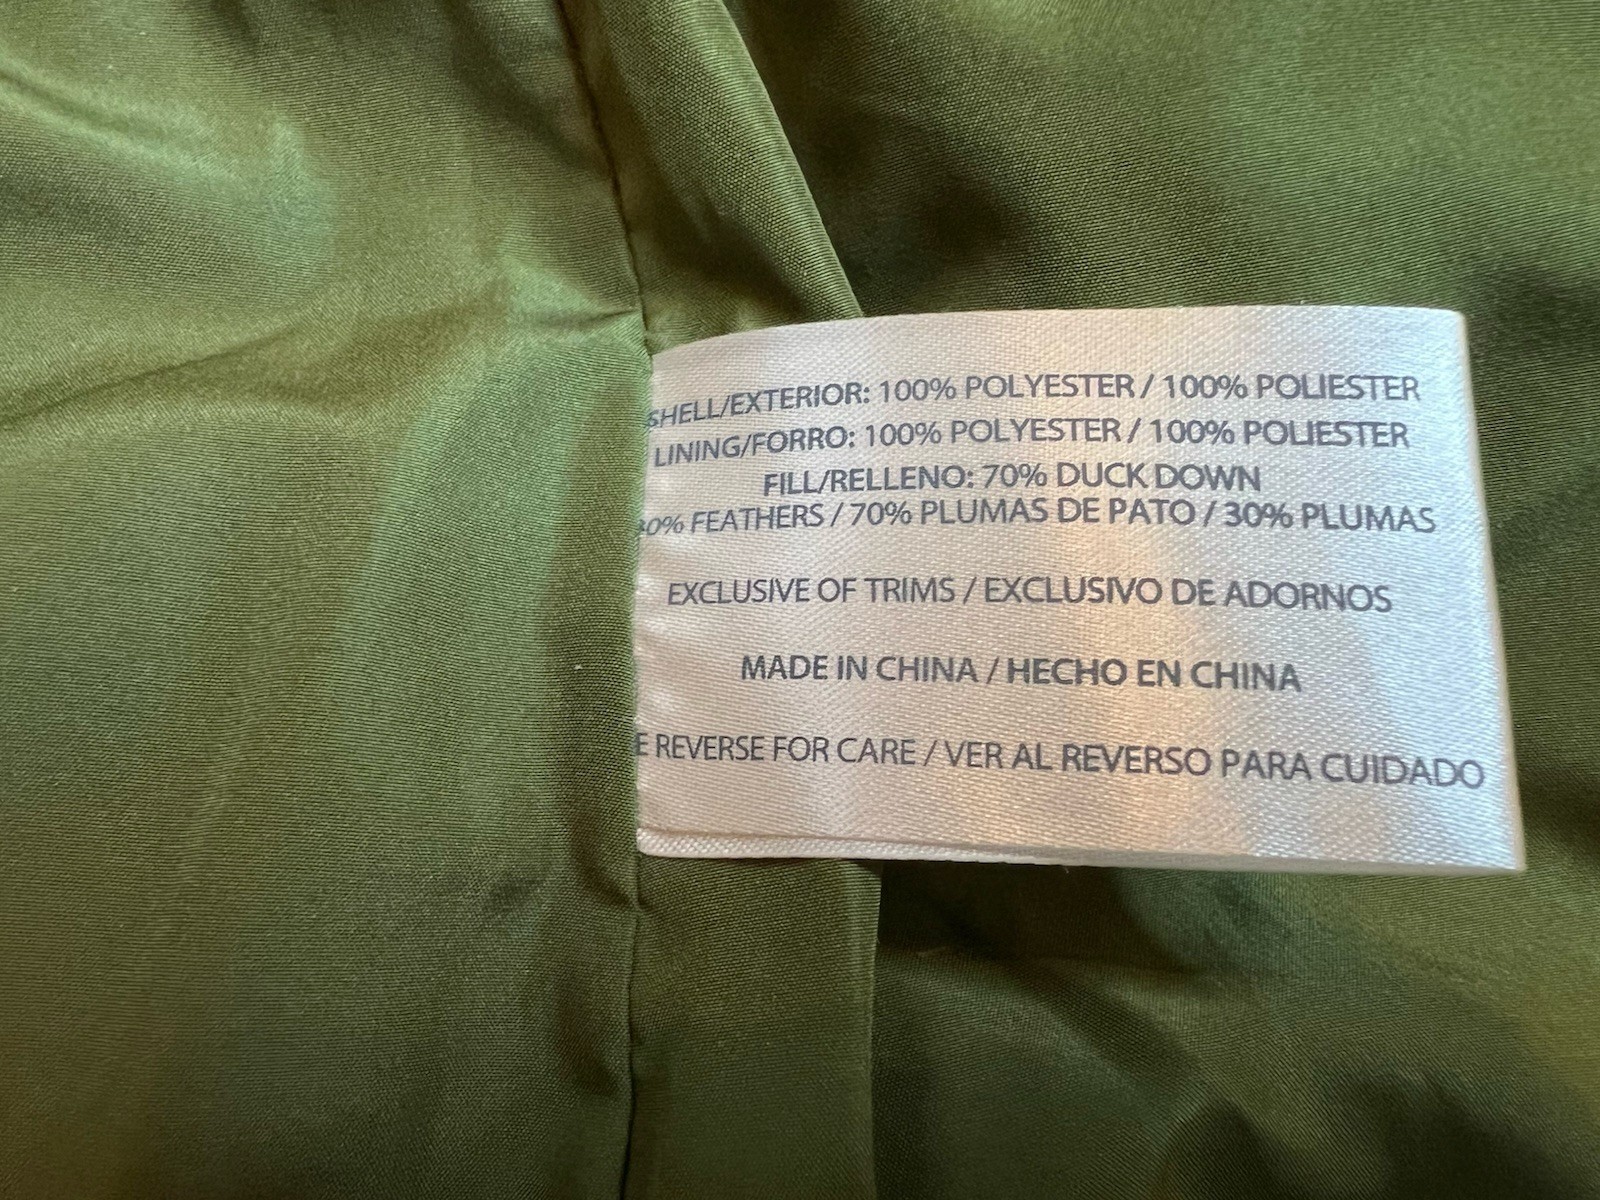 SHELL/EXTERIOR: 100% POLYESTER / 100% POLIESTER
LINING/FORRO: 100% POLYESTER / 100% POLIESTER
FILL/RELLENO: 70% DUCK DOWN
30% FEATHERS / 70% PLUMAS DE PATO / 30% PLUMAS
EXCLUSIVE OF TRIMS / EXCLUSIVO DE ADORNOS
MADE IN CHINA / HECHO EN CHINA
REVERSE FOR CARE / VER AL REVERSO PARA CUIDADO